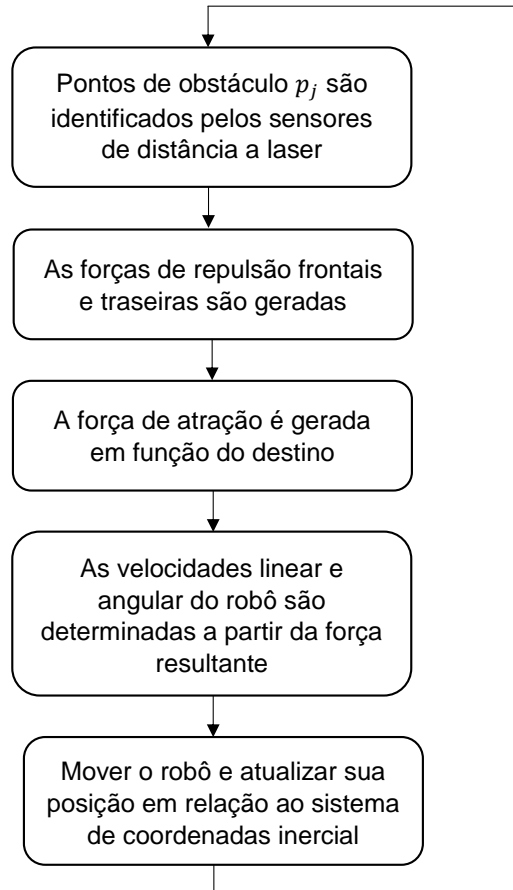 Pontos de obstáculo pⱼ são
identificados pelos sensores
de distância a laser
As forças de repulsão frontais
e traseiras são geradas
A força de atração é gerada
em função do destino
As velocidades linear e
angular do robô são
determinadas a partir da força
resultante
Mover o robô e atualizar sua
posição em relação ao sistema
de coordenadas inercial